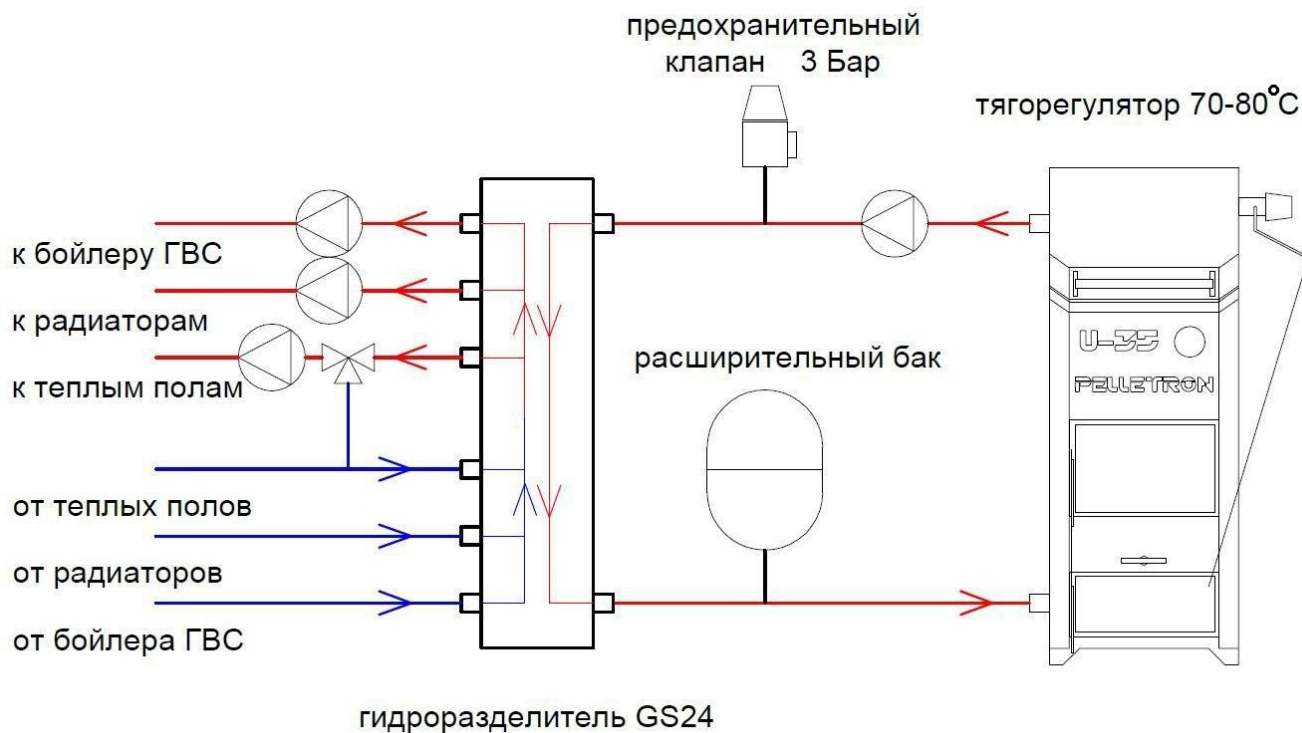 предохранительный
клапан 3 Бар
тягорегулятор 70-80°C
к бойлеру ГВС
к радиаторам
к теплым полам
расширительный бак
U-35
PELLETRON
от теплых полов
от радиаторов
от бойлера ГВС
гидроразделитель GS24